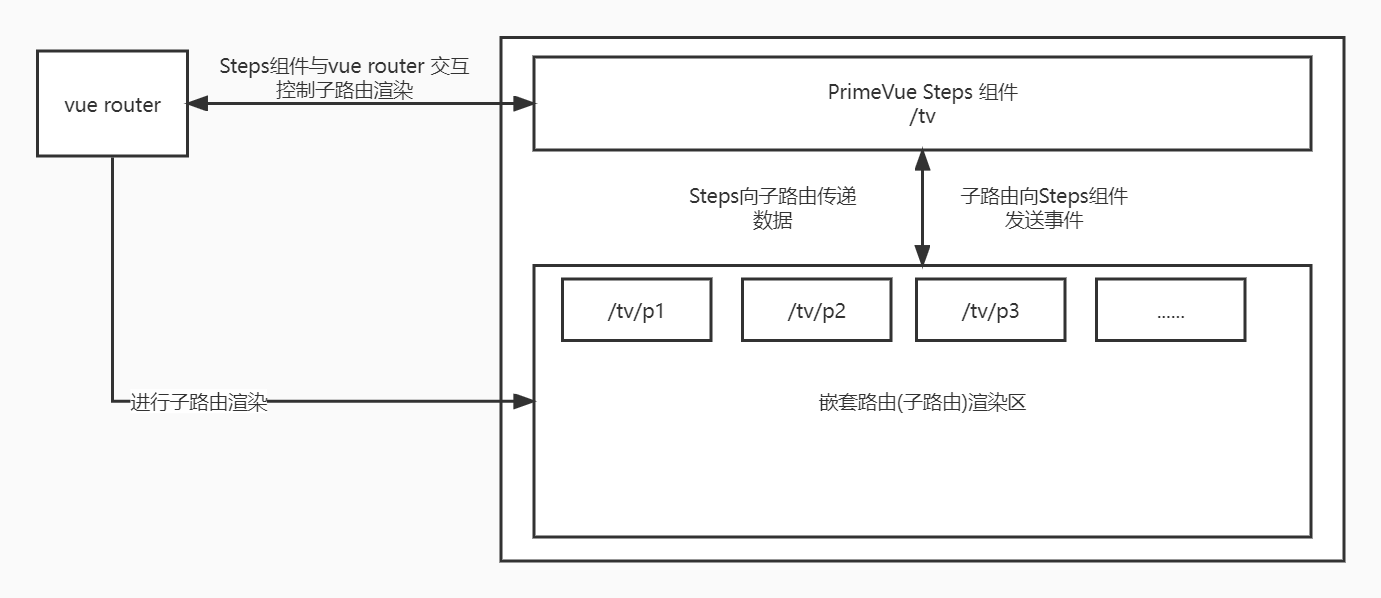 Steps组件与vue router 交互
控制子路由渲染
vue router
PrimeVue Steps 组件
/tv
Steps向子路由传递
数据
子路由向Steps组件
发送事件
/tv/p1
/tv/p2
/tv/p3
......
进行子路由渲染
嵌套路由(子路由)渲染区